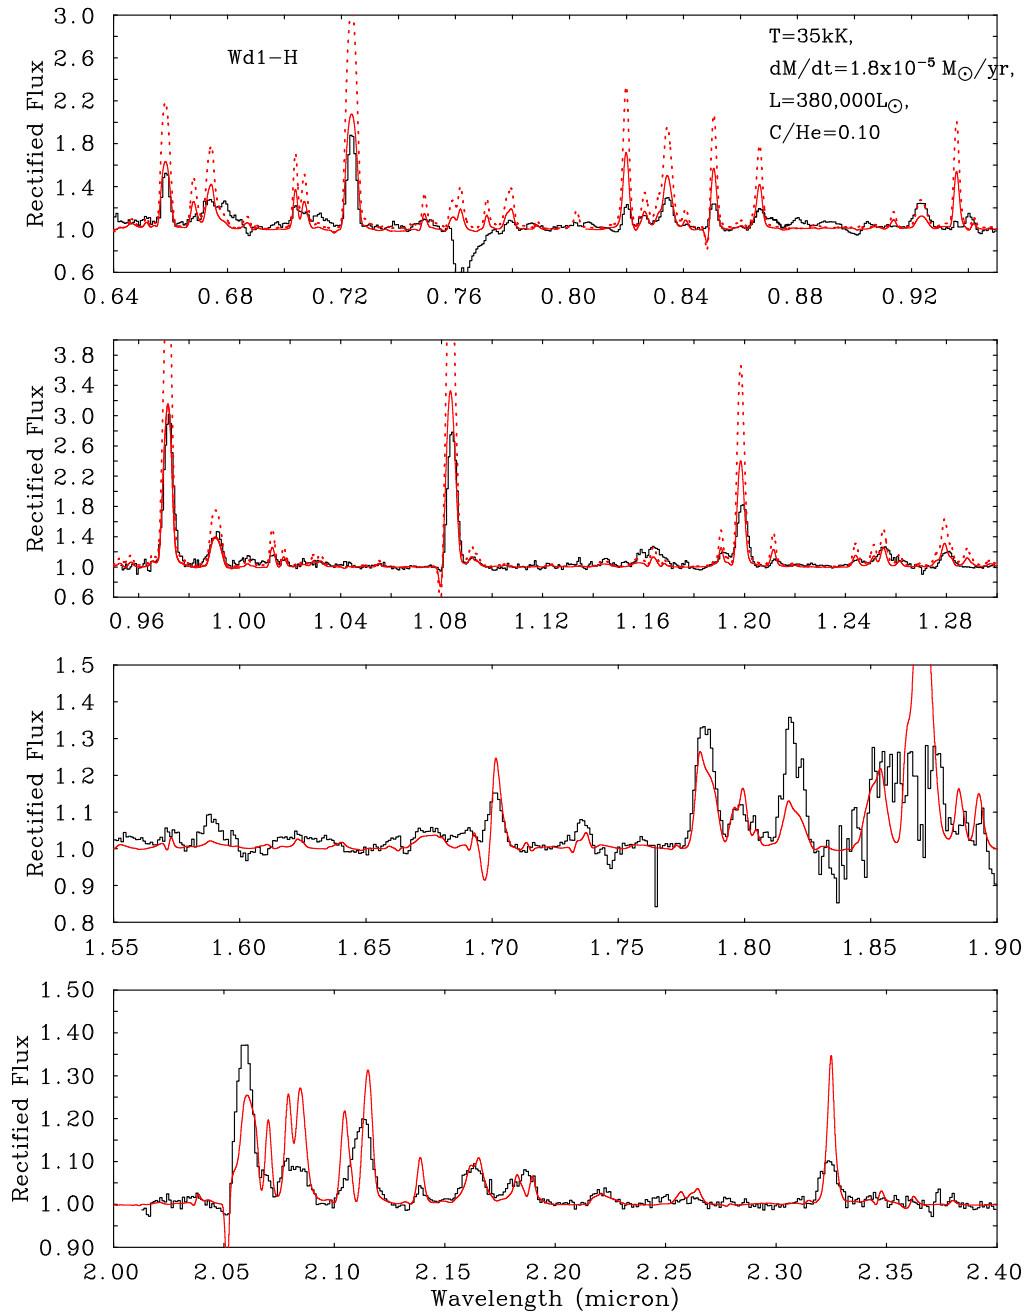 3.0
2.6
2.2
1.8
1.4
1.0
0.6
Rectified Flux
Wd1-H
T=35kK,
dM/dt=1.8x10⁻⁵ M☉/yr,
L=380,000L☉,
C/He=0.10
0.64 0.68 0.72 0.76 0.80 0.84 0.88 0.92
3.8
3.4
3.0
2.6
2.2
1.8
1.4
1.0
0.6
Rectified Flux
0.96 1.00 1.04 1.08 1.12 1.16 1.20 1.24 1.28
1.5
1.4
1.3
1.2
1.1
1.0
0.9
0.8
Rectified Flux
1.55 1.60 1.65 1.70 1.75 1.80 1.85 1.90
1.50
1.40
1.30
1.20
1.10
1.00
0.90
Rectified Flux
2.00 2.05 2.10 2.15 2.20 2.25 2.30 2.35 2.40
Wavelength (micron)